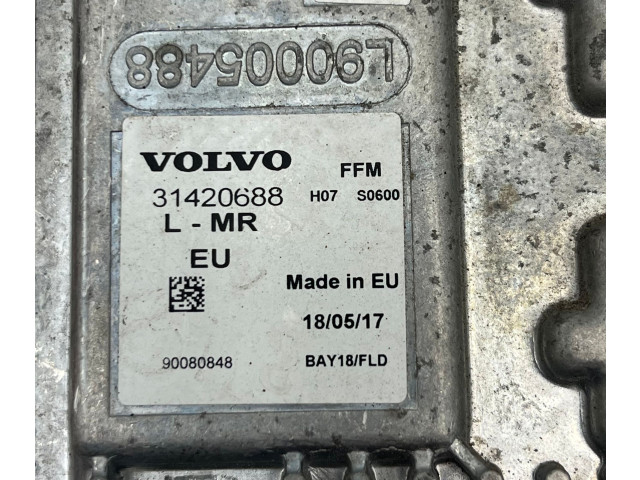 L90005488
VOLVO FFM
31420688 H07 S0600
L - MR
EU
Made in EU
18/05/17
90080848 BAY18/FLD